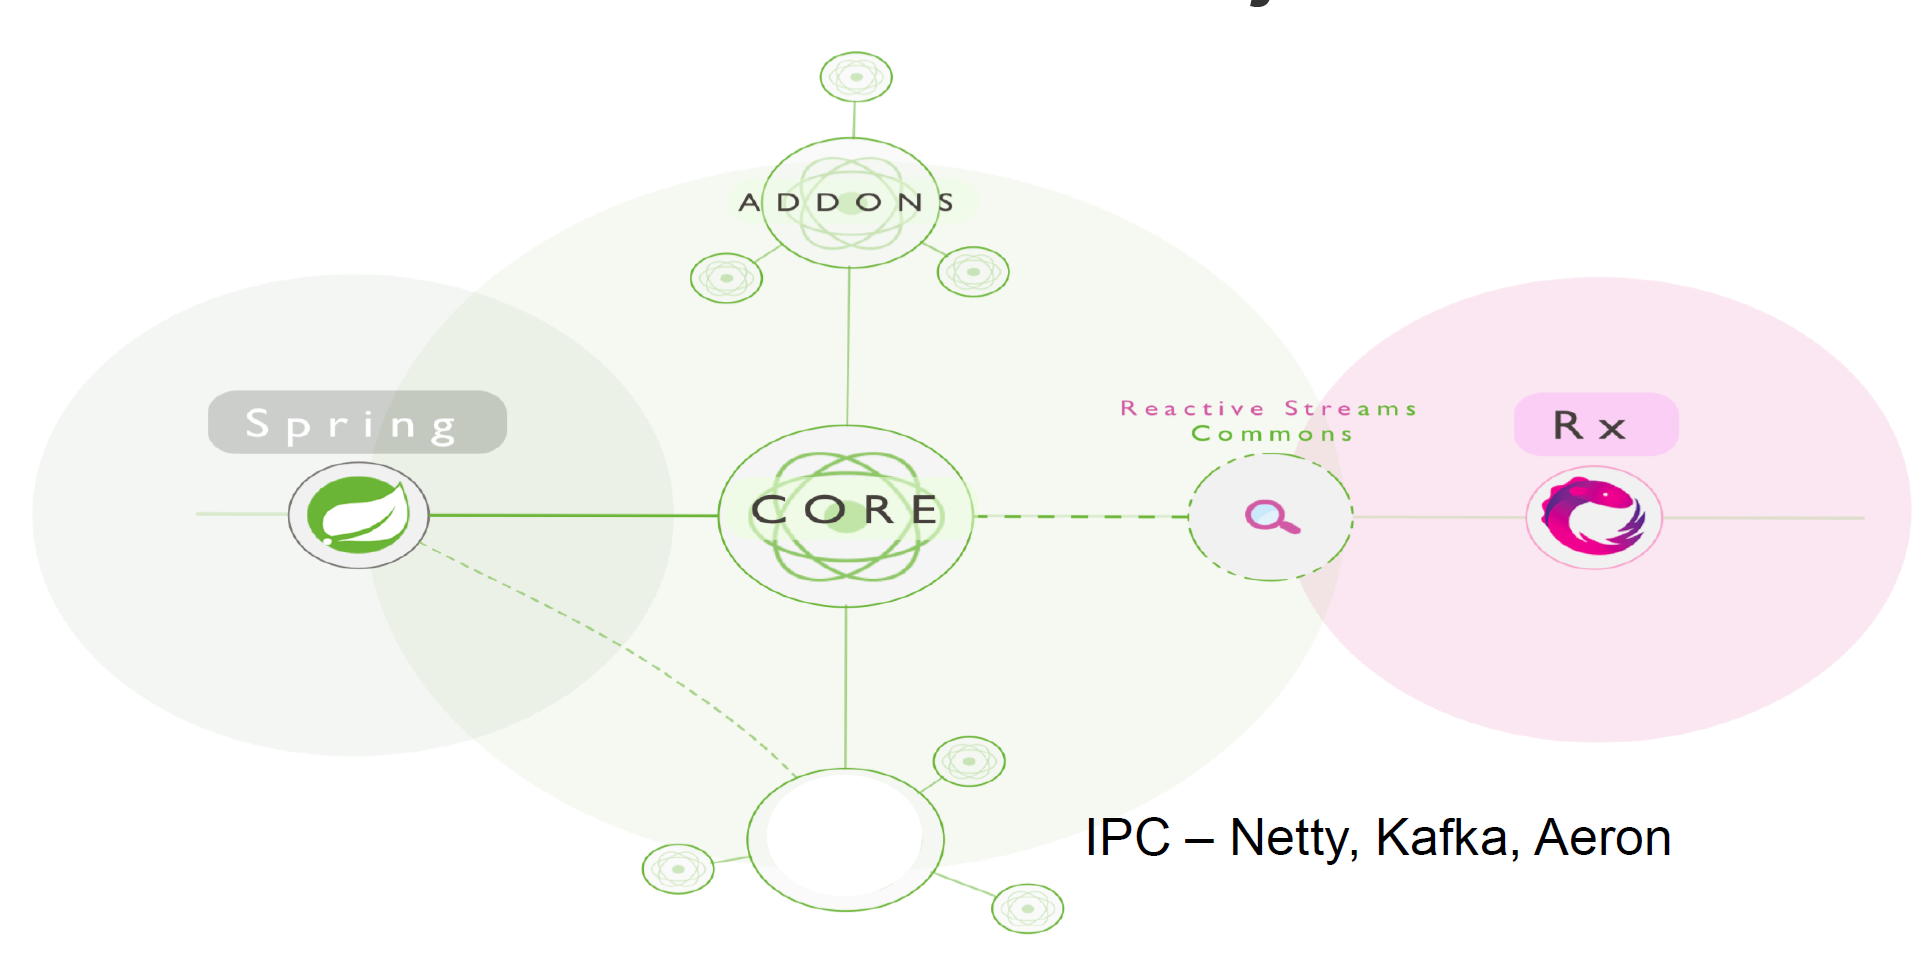 ADDONS
Spring
Reactive Streams
Commons
Rx
CORE
IPC – Netty, Kafka, Aeron